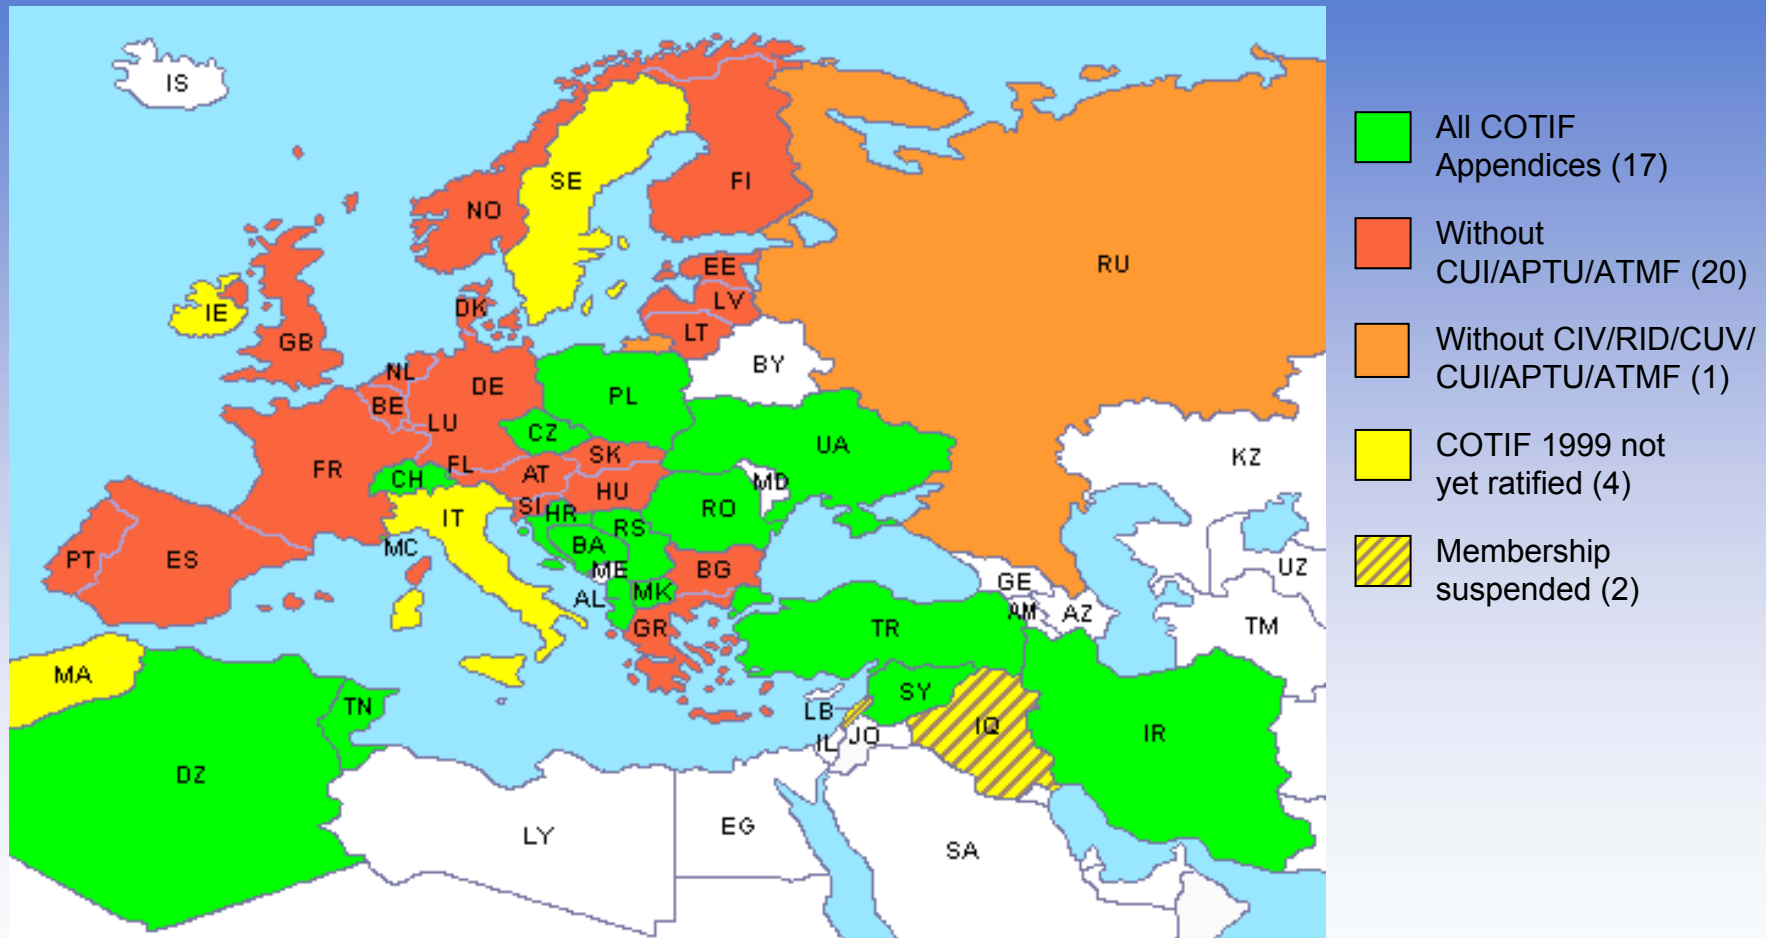 IS
SE
FI
NO
RU
EE
LV
DK
IE
LT
GB
BY
NL
DE
BE
PL
LU
CZ
UA
SK
FR
FL
AT
KZ
CH
MD
HU
SI
HR
RO
IT
RS
BA
MC
PT
ES
ME
BG
UZ
GE
AL
MK
AM
AZ
GR
TR
TM
MA
SY
TN
LB
IQ
IR
IL
JO
DZ
LY
EG
SA
All COTIF
Appendices (17)
Without
CUI/APTU/ATMF (20)
Without CIV/RID/CUV/
CUI/APTU/ATMF (1)
COTIF 1999 not
yet ratified (4)
Membership
suspended (2)